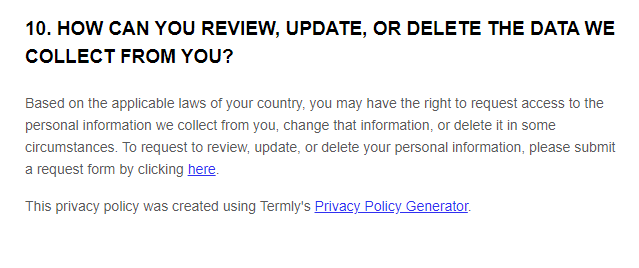 10. HOW CAN YOU REVIEW, UPDATE, OR DELETE THE DATA WE
COLLECT FROM YOU?
Based on the applicable laws of your country, you may have the right to request access to the
personal information we collect from you, change that information, or delete it in some
circumstances. To request to review, update, or delete your personal information, please submit
a request form by clicking here.
This privacy policy was created using Termly's Privacy Policy Generator.